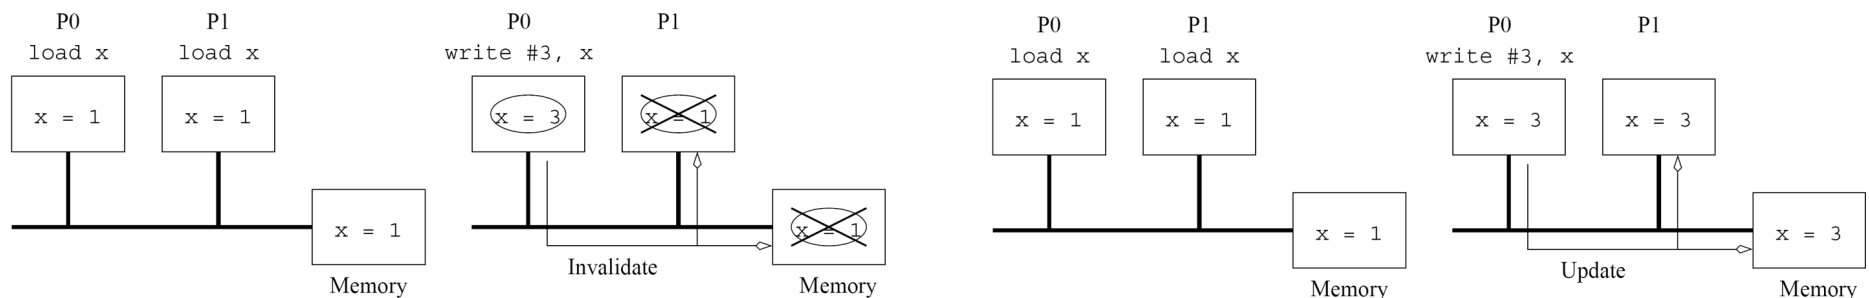 P0 P1
load x load x
x = 1 x = 1
x = 1
Memory
P0 P1
write #3, x
x = 3 x = 1
x = 1
Invalidate
Memory
P0 P1
load x load x
x = 1 x = 1
x = 1
Memory
P0 P1
write #3, x
x = 3 x = 3
x = 3
Update
Memory